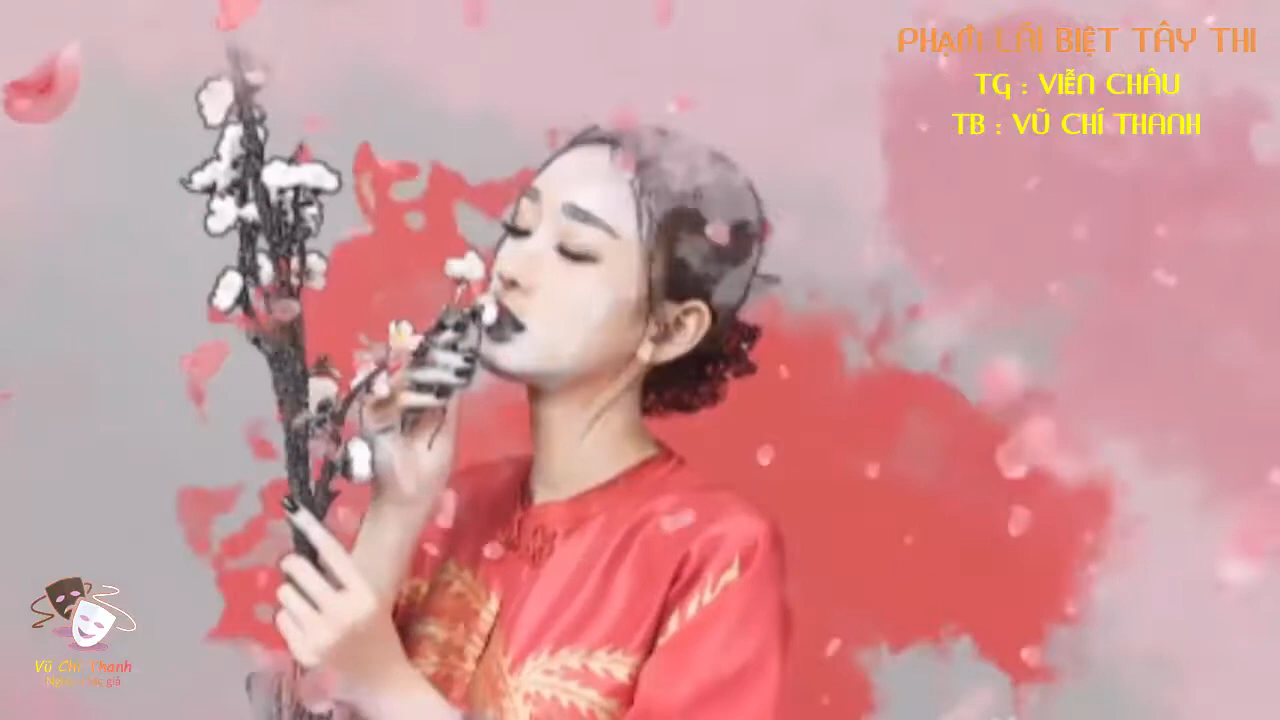 PHẠM LÃI BIỆT TÂY THI
TG : VIỄN CHÂU
TB : VŨ CHÍ THANH
Vũ Chí Thanh